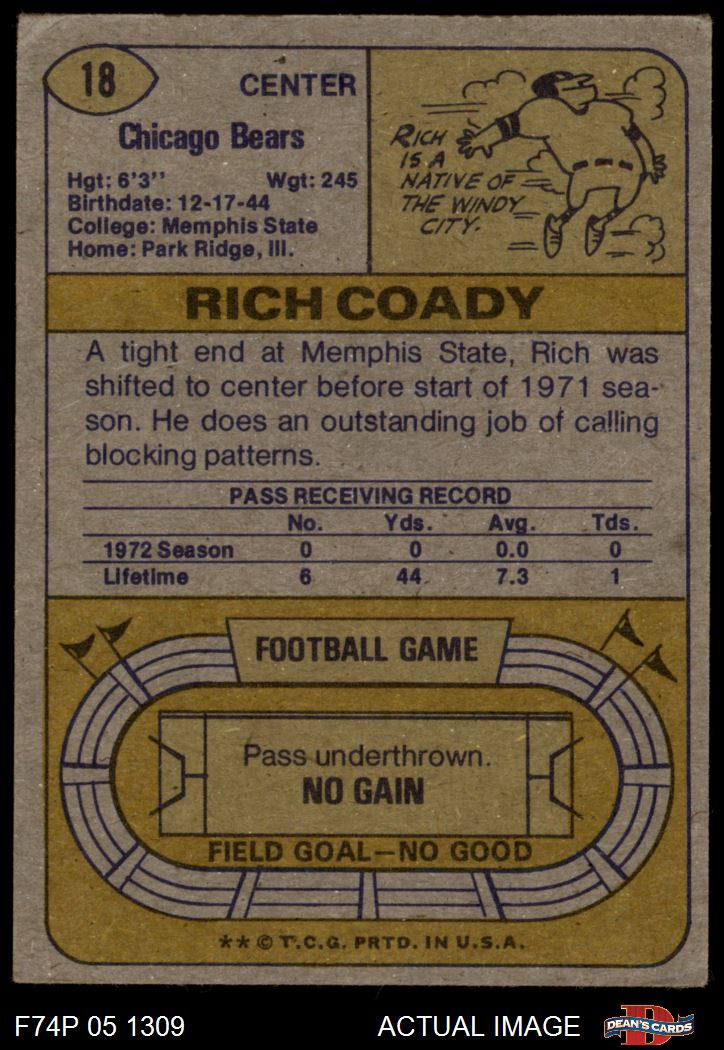 18
CENTER
Chicago Bears
Hgt: 6'3" Wgt: 245
Birthdate: 12-17-44
College: Memphis State
Home: Park Ridge, Ill.
RICH
IS A
NATIVE OF
THE WINDY
CITY.
RICH COADY
A tight end at Memphis State, Rich was
shifted to center before start of 1971 sea-
son. He does an outstanding job of calling
blocking patterns.
PASS RECEIVING RECORD
No. Yds. Avg. Tds.
1972 Season 0 0 0.0 0
Lifetime 6 44 7.3 1
FOOTBALL GAME
Pass underthrown.
NO GAIN
FIELD GOAL—NO GOOD
** © T.C.G. PRTD. IN U.S.A.
F74P 05 1309 ACTUAL IMAGE D DEAN'S CARDS